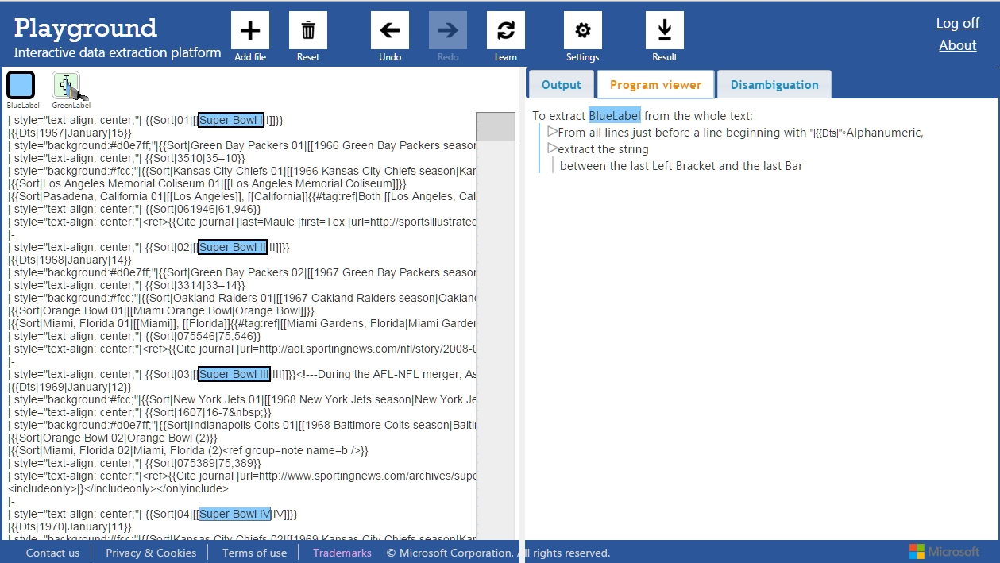 Playground
Interactive data extraction platform
Add file
Reset
Undo
Redo
Learn
Settings
Result
Log off
About
BlueLabel
GreenLabel
| style="text-align: center;"| {{Sort|01|[[Super Bowl I|I]]}}
|{{Dts|1967|January|15}}
| style="background:#d0e7ff;"|{{Sort|Green Bay Packers 01|[[1966 Green Bay Packers seasor
| style="text-align: center;"| {{Sort|3510|35–10}}
| style="background:#fcc;"|{{Sort|Kansas City Chiefs 01|[[1966 Kansas City Chiefs season|Kar
|{{Sort|Los Angeles Memorial Coliseum 01|[[Los Angeles Memorial Coliseum]]}}
|{{Sort|Pasadena, California 01|[[Los Angeles]], [[California]]{{#tag:ref|Both [[Los Angeles, Cal
| style="text-align: center;"| {{Sort|061946|61,946}}
| style="text-align: center;"|<ref>{{Cite journal |last=Maule |first=Tex |url=http://sportsillustratec
|-
| style="text-align: center;"| {{Sort|02|[[Super Bowl II|II]]}}
|{{Dts|1968|January|14}}
| style="background:#d0e7ff;"|{{Sort|Green Bay Packers 02|[[1967 Green Bay Packers seasor
| style="text-align: center;"| {{Sort|3314|33–14}}
| style="background:#fcc;"|{{Sort|Oakland Raiders 01|[[1967 Oakland Raiders season|Oaklan
|{{Sort|Orange Bowl 01|[[Miami Orange Bowl|Orange Bowl]]}}
|{{Sort|Miami, Florida 01|[[Miami]], [[Florida]]{{#tag:ref|[[Miami Gardens, Florida|Miami Garder
| style="text-align: center;"| {{Sort|075546|75,546}}
| style="text-align: center;"|<ref>{{Cite journal |url=http://aol.sportingnews.com/nfl/story/2008-0
|-
| style="text-align: center;"| {{Sort|03|[[Super Bowl III|III]]}}<!---During the AFL-NFL merger, As
|{{Dts|1969|January|12}}
| style="background:#fcc;"|{{Sort|New York Jets 01|[[1968 New York Jets season|New York Je
| style="text-align: center;"| {{Sort|1607|16-7&nbsp;}}
| style="background:#d0e7ff;"|{{Sort|Indianapolis Colts 01|[[1968 Baltimore Colts season|Balti
|{{Sort|Orange Bowl 02|Orange Bowl (2)}}
|{{Sort|Miami, Florida 02|Miami, Florida (2)<ref group=note name=b />}}
| style="text-align: center;"| {{Sort|075389|75,389}}
| style="text-align: center;"|<ref>{{Cite journal |url=http://www.sportingnews.com/archives/supe
<includeonly>|}</includeonly></onlyinclude>
|-
| style="text-align: center;"| {{Sort|04|[[Super Bowl IV|IV]]}}
|{{Dts|1970|January|11}}
| style="background:#fcc;"|{{Sort|Kansas City Chiefs 02|[[1969 Kansas City Chiefs season|Kar
Output
Program viewer
Disambiguation
To extract BlueLabel from the whole text:
From all lines just before a line beginning with "|{{Dts|"∘Alphanumeric,
extract the string
between the last Left Bracket and the last Bar
Contact us
Privacy & Cookies
Terms of use
Trademarks
© Microsoft Corporation. All rights reserved.
Microsoft